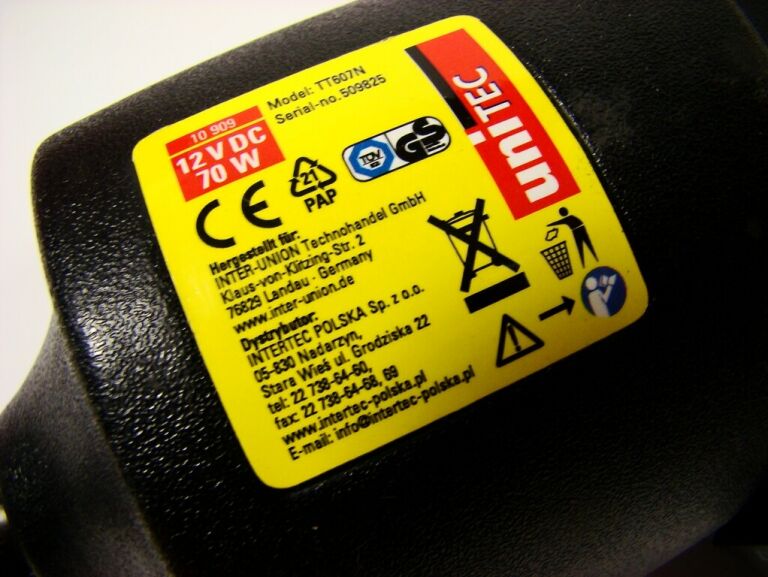 Model: TT607N
Serial-no. 509825
10 909
12 V DC
70 W
uniTEC
CE
21
PAP
TÜV
GS
Hergestellt für:
INTER-UNION Technohandel GmbH
Klaus-von-Klitzing-Str. 2
76829 Landau · Germany
www.inter-union.de
Dystrybutor:
INTERTEC POLSKA Sp. z o.o.
05-830 Nadarzyn,
Stara Wieś ul. Grodziska 22
tel: 22 738-64-60,
fax: 22 738-64-68, 69
www.intertec-polska.pl
E-mail: info@intertec-polska.pl